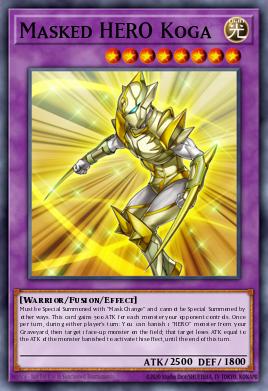 Masked HERO Koga
光
[Warrior/Fusion/Effect]
Must be Special Summoned with "Mask Change" and cannot be Special Summoned by
other ways. This card gains 500 ATK for each monster your opponent controls. Once
per turn, during either player's turn: You can banish 1 "HERO" monster from your
Graveyard, then target 1 face-up monster on the field; that target loses ATK equal to
the ATK of the monster banished to activate this effect, until the end of this turn.
ATK/2500 DEF/1800